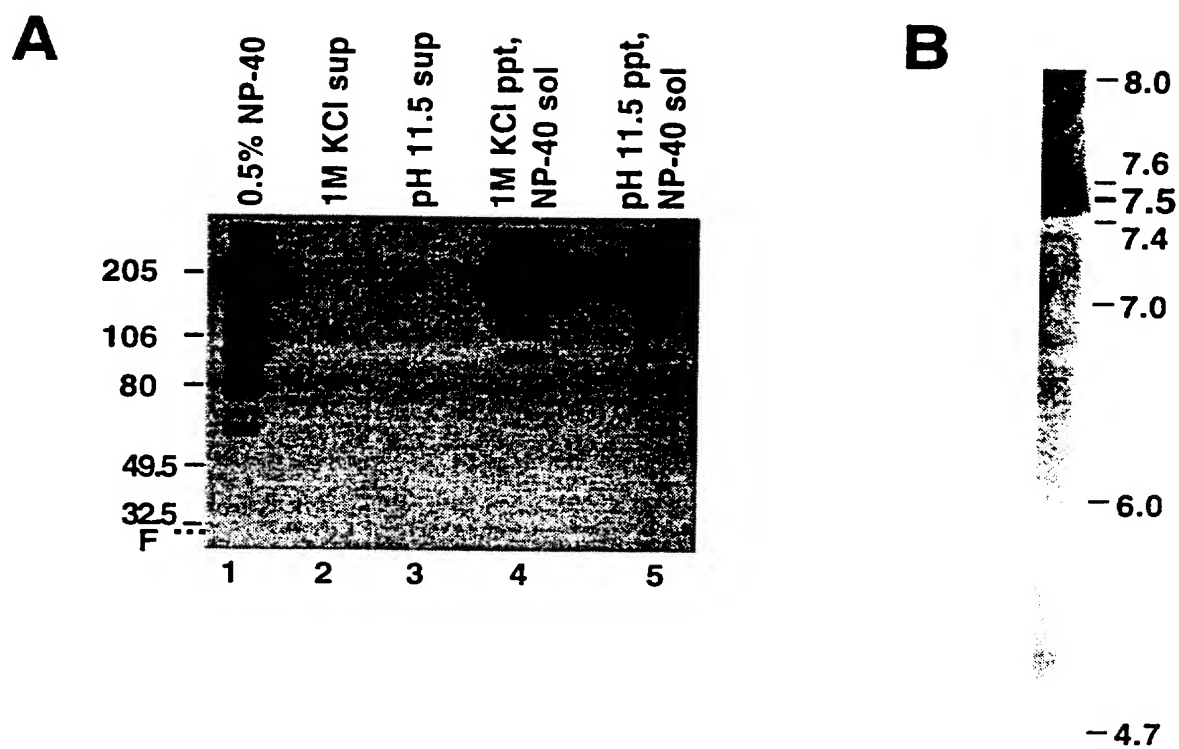 A
0.5% NP-40
1M KCl sup
pH 11.5 sup
1M KCl ppt,
NP-40 sol
pH 11.5 ppt,
NP-40 sol
205
106
80
49.5
32.5
F
1 2 3 4 5
B
8.0
7.6
7.5
7.4
7.0
6.0
4.7